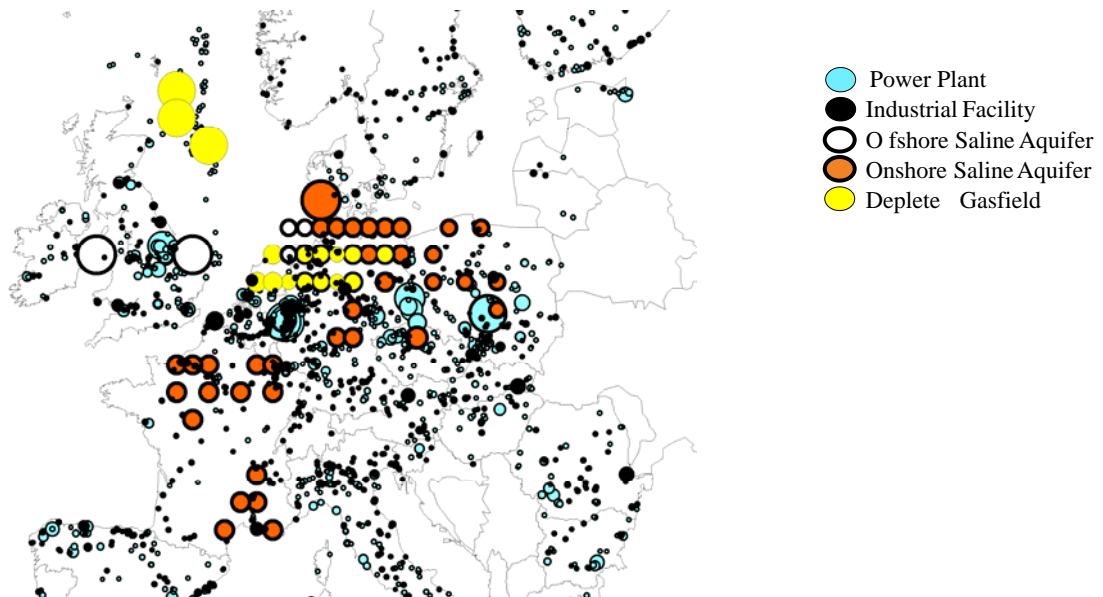 Power Plant
Industrial Facility
O fshore Saline Aquifer
Onshore Saline Aquifer
Deplete Gasfield